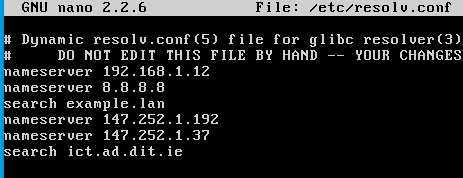 GNU nano 2.2.6 File: /etc/resolv.conf
# Dynamic resolv.conf(5) file for glibc resolver(3)
# DO NOT EDIT THIS FILE BY HAND -- YOUR CHANGES
nameserver 192.168.1.12
nameserver 8.8.8.8
search example.lan
nameserver 147.252.1.192
nameserver 147.252.1.37
search ict.ad.dit.ie